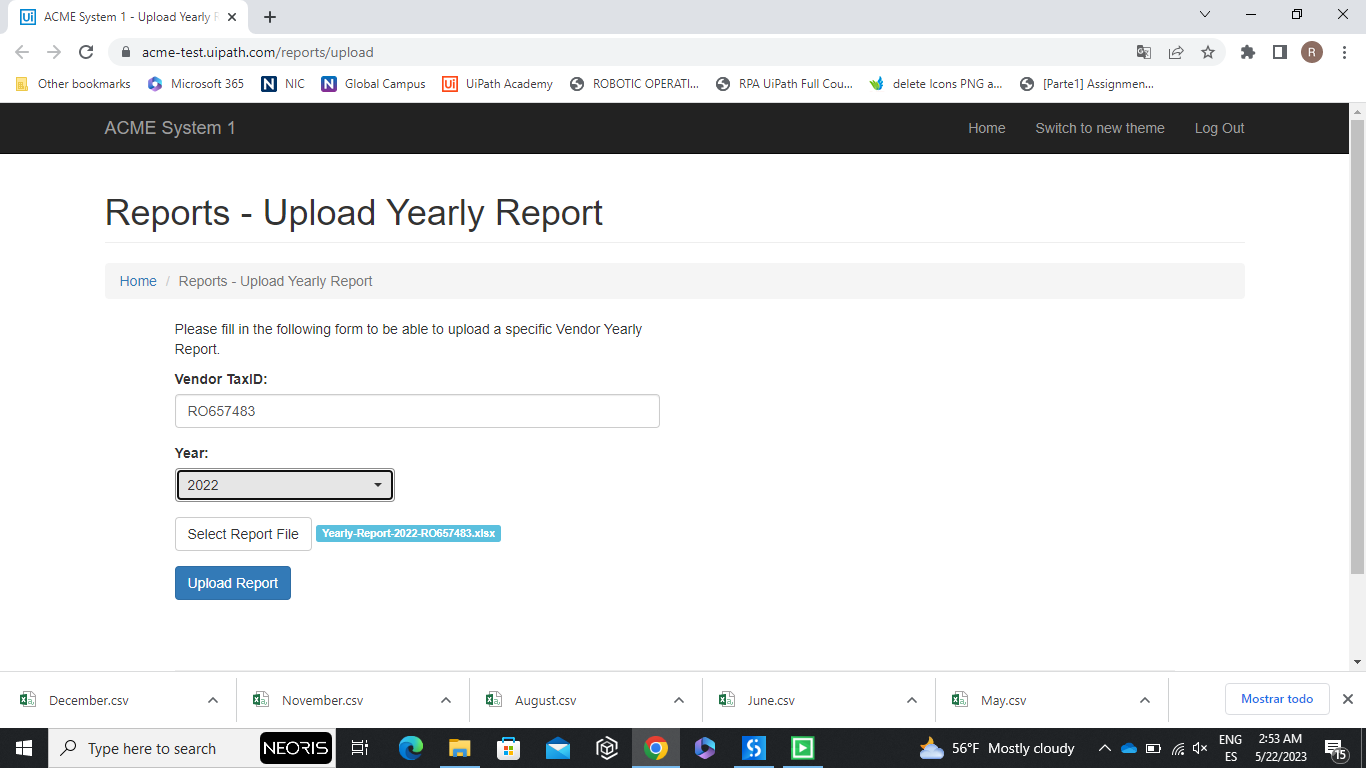 ACME System 1 - Upload Yearly R
acme-test.uipath.com/reports/upload
R
Other bookmarks
Microsoft 365
NIC
Global Campus
UiPath Academy
ROBOTIC OPERATI...
RPA UiPath Full Cou...
delete Icons PNG a...
[Parte1] Assignmen...
ACME System 1
Home
Switch to new theme
Log Out
Reports - Upload Yearly Report
Home / Reports - Upload Yearly Report
Please fill in the following form to be able to upload a specific Vendor Yearly
Report.
Vendor TaxID:
RO657483
Year:
2022
Select Report File
Yearly-Report-2022-RO657483.xlsx
Upload Report
December.csv
November.csv
August.csv
June.csv
May.csv
Mostrar todo
Type here to search
NEORIS
56°F Mostly cloudy
ENG
ES
2:53 AM
5/22/2023
15